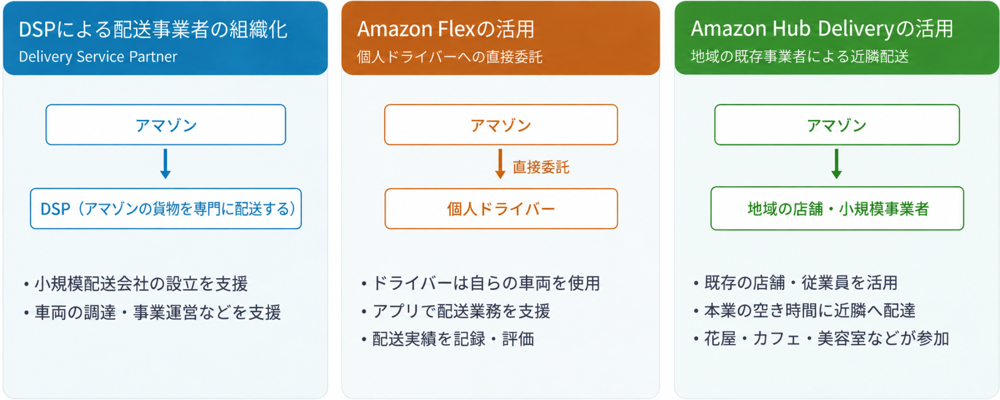 DSPによる配送事業者の組織化
Delivery Service Partner
アマゾン
DSP（アマゾンの貨物を専門に配送する）
・小規模配送会社の設立を支援
・車両の調達・事業運営などを支援
Amazon Flexの活用
個人ドライバーへの直接委託
アマゾン
直接委託
個人ドライバー
・ドライバーは自らの車両を使用
・アプリで配送業務を支援
・配送実績を記録・評価
Amazon Hub Deliveryの活用
地域の既存事業者による近隣配送
アマゾン
地域の店舗・小規模事業者
・既存の店舗・従業員を活用
・本業の空き時間に近隣へ配達
・花屋・カフェ・美容室などが参加